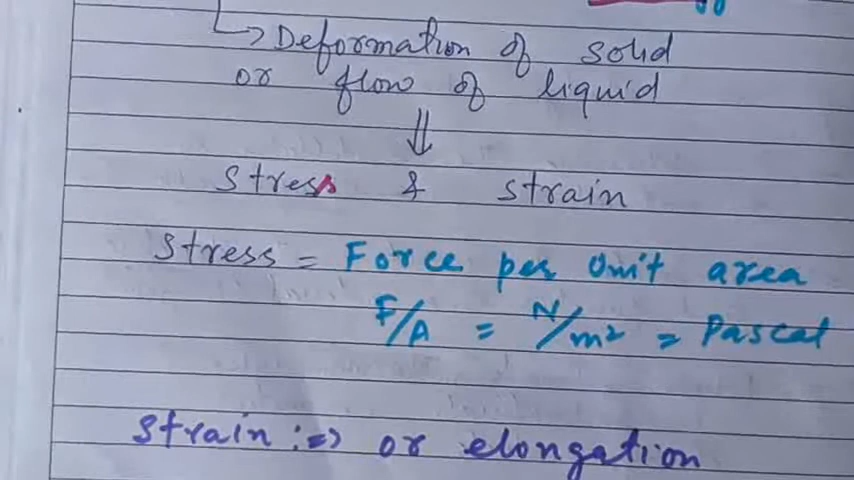 ↳ Deformation of solid
or flow of liquid
⇓
Stress & strain
Stress = Force per Unit area
F/A = N/m² = Pascal
Strain :⇒ or elongation